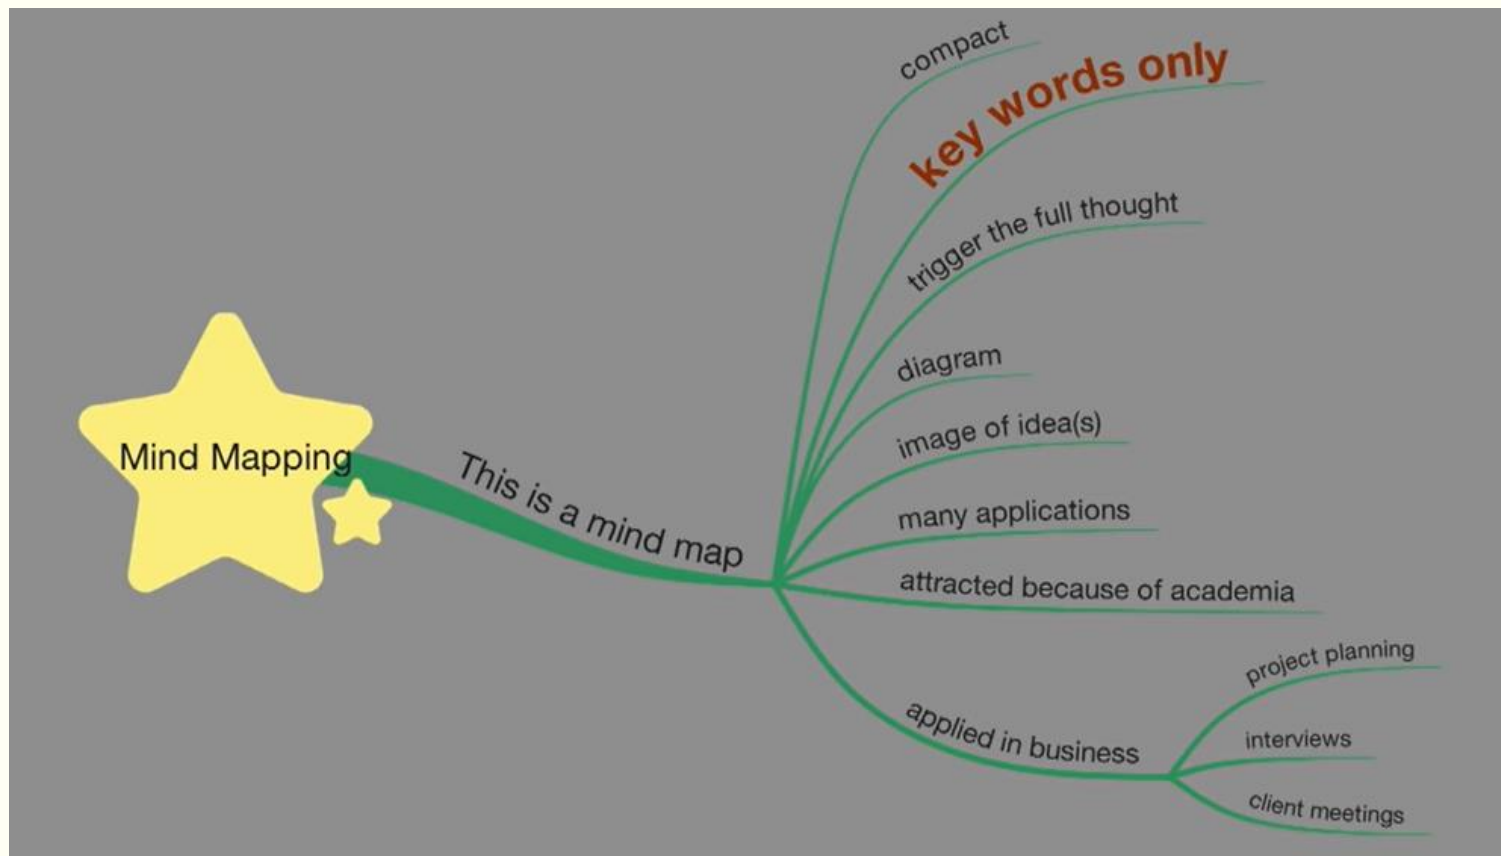 Mind Mapping
This is a mind map
compact
key words only
trigger the full thought
diagram
image of idea(s)
many applications
attracted because of academia
applied in business
project planning
interviews
client meetings